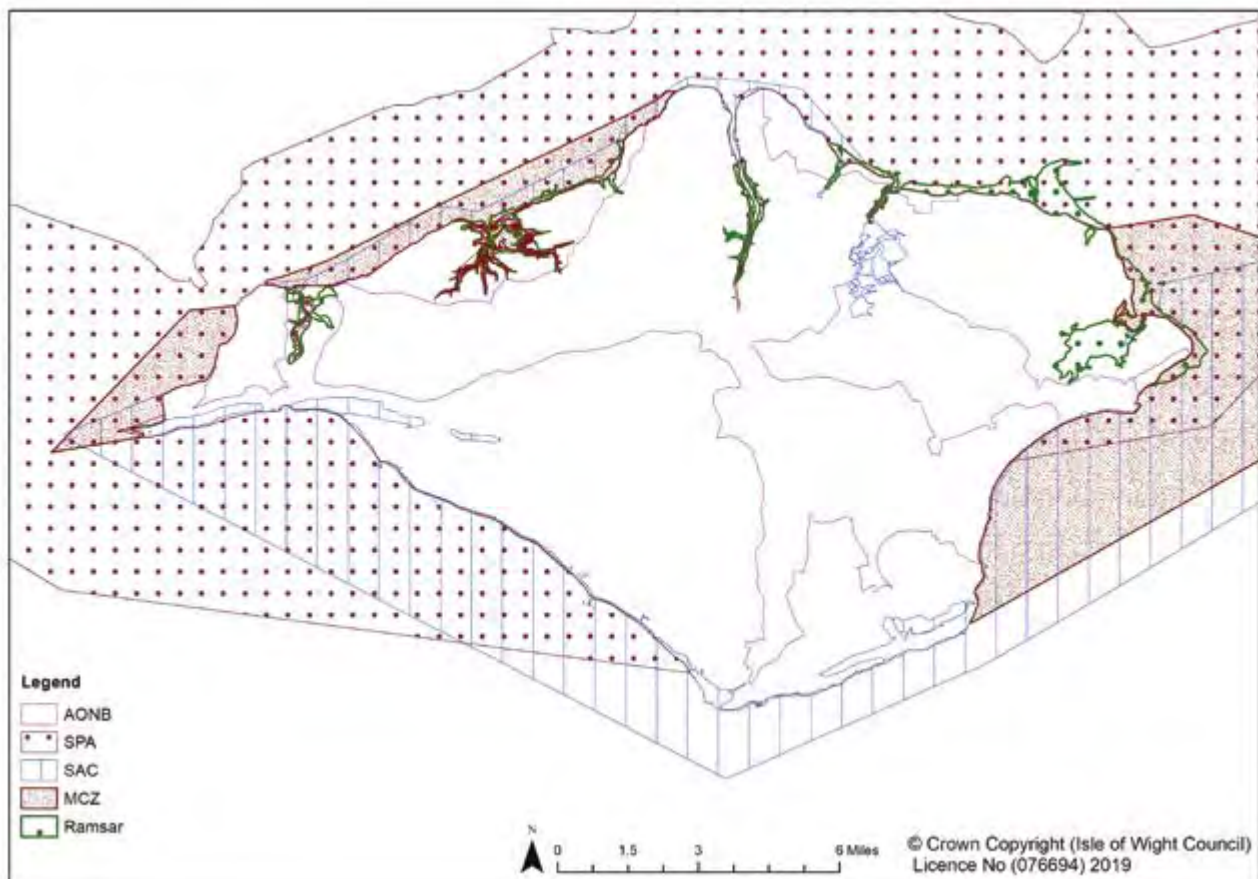 Legend
AONB
SPA
SAC
MCZ
Ramsar
N
0 1.5 3 6 Miles
© Crown Copyright (Isle of Wight Council)
Licence No (076694) 2019